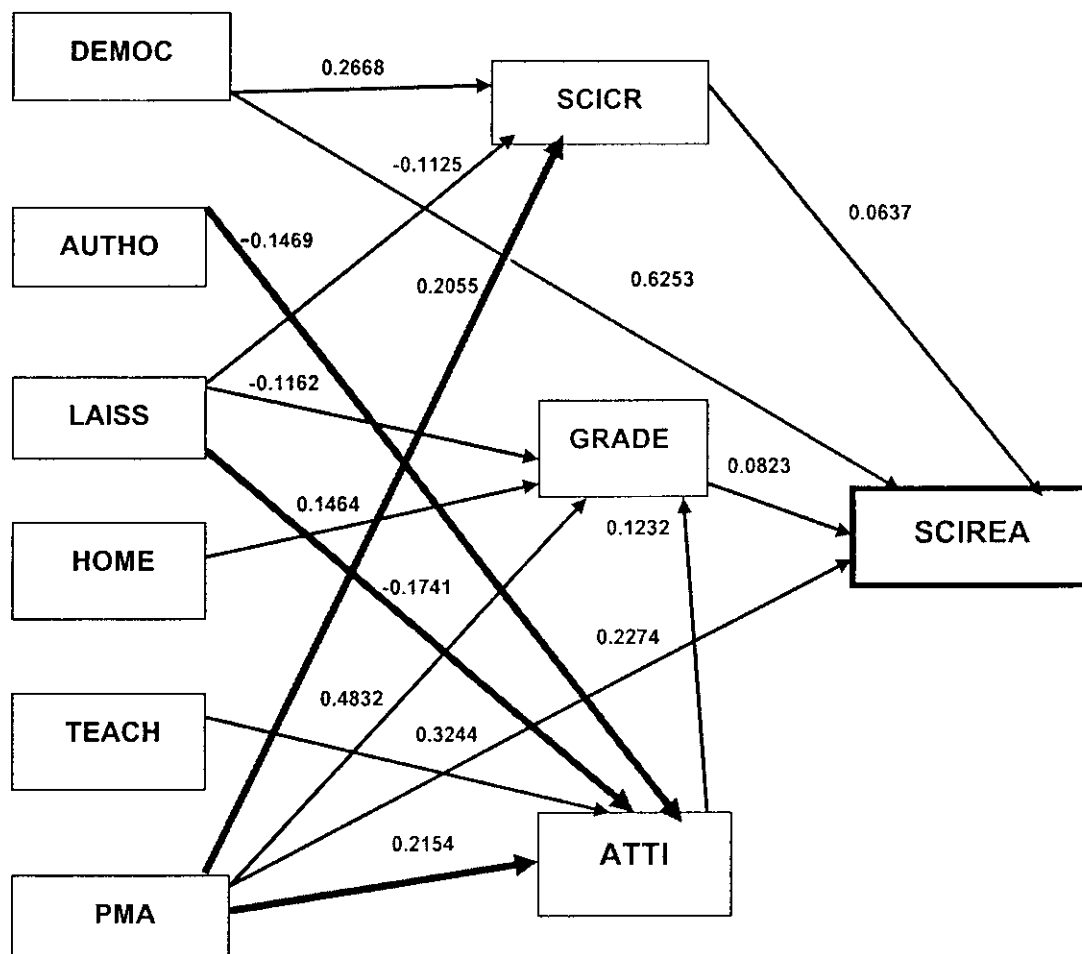 DEMOC
0.2668
SCICR
-0.1125
0.0637
AUTHO
-0.1469
0.2055
0.6253
LAISS
-0.1162
GRADE
0.0823
0.1464
0.1232
SCIREA
HOME
-0.1741
0.2274
0.4832
TEACH
0.3244
0.2154
ATTI
PMA